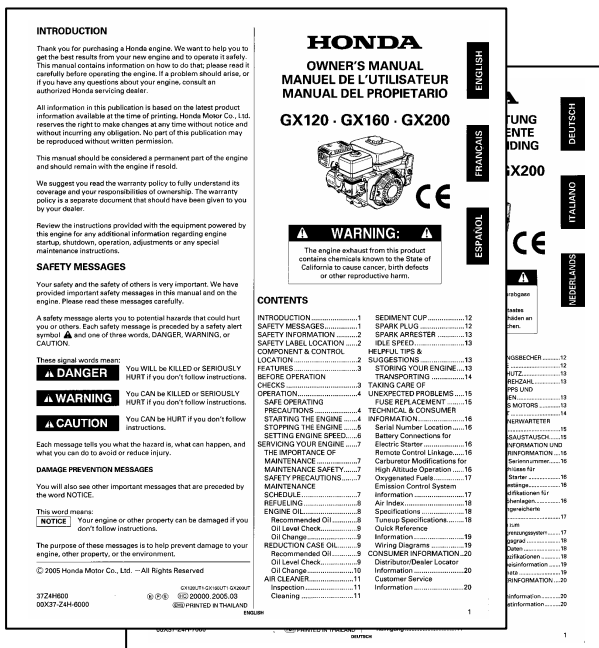 INTRODUCTION
Thank you for purchasing a Honda engine. We want to help you to
get the best results from your new engine and to operate it safely.
This manual contains information on how to do that; please read it
carefully before operating the engine. If a problem should arise, or
if you have any questions about your engine, consult an
authorized Honda servicing dealer.
All information in this publication is based on the latest product
information available at the time of printing. Honda Motor Co., Ltd.
reserves the right to make changes at any time without notice and
without incurring any obligation. No part of this publication may
be reproduced without written permission.
This manual should be considered a permanent part of the engine
and should remain with the engine if resold.
We suggest you read the warranty policy to fully understand its
coverage and your responsibilities of ownership. The warranty
policy is a separate document that should have been given to you
by your dealer.
Review the instructions provided with the equipment powered by
this engine for any additional information regarding engine
startup, shutdown, operation, adjustments or any special
maintenance instructions.
SAFETY MESSAGES
Your safety and the safety of others is very important. We have
provided important safety messages in this manual and on the
engine. Please read these messages carefully.
A safety message alerts you to potential hazards that could hurt
you or others. Each safety message is preceded by a safety alert
symbol and one of three words, DANGER, WARNING, or
CAUTION.
These signal words mean:
DANGER You WILL be KILLED or SERIOUSLY
HURT if you don't follow instructions.
WARNING You CAN be KILLED or SERIOUSLY
HURT if you don't follow instructions.
CAUTION You CAN be HURT if you don't follow
instructions.
Each message tells you what the hazard is, what can happen, and
what you can do to avoid or reduce injury.
DAMAGE PREVENTION MESSAGES
You will also see other important messages that are preceded by
the word NOTICE.
This word means:
NOTICE Your engine or other property can be damaged if you
don't follow instructions.
The purpose of these messages is to help prevent damage to your
engine, other property, or the environment.
© 2005 Honda Motor Co., Ltd. —All Rights Reserved
GX120UT1·GX160UT1·GX200UT
37Z4H600
00X37-Z4H-6000
20000.2005.03
PRINTED IN THAILAND
HONDA
OWNER'S MANUAL
MANUEL DE L'UTILISATEUR
MANUAL DEL PROPIETARIO
GX120 · GX160 · GX200
CE
WARNING:
The engine exhaust from this product
contains chemicals known to the State of
California to cause cancer, birth defects
or other reproductive harm.
CONTENTS
INTRODUCTION ..........1
SAFETY MESSAGES ..........1
SAFETY INFORMATION ..........2
SAFETY LABEL LOCATION ..........2
COMPONENT & CONTROL
LOCATION ..........2
FEATURES ..........3
BEFORE OPERATION
CHECKS ..........3
OPERATION ..........4
SAFE OPERATING
PRECAUTIONS ..........4
STARTING THE ENGINE ..........4
STOPPING THE ENGINE ..........6
SETTING ENGINE SPEED ..........6
SERVICING YOUR ENGINE ..........7
THE IMPORTANCE OF
MAINTENANCE ..........7
MAINTENANCE SAFETY ..........7
SAFETY PRECAUTIONS ..........7
MAINTENANCE
SCHEDULE ..........7
REFUELING ..........8
ENGINE OIL ..........8
Recommended Oil ..........8
Oil Level Check ..........9
Oil Change ..........9
REDUCTION CASE OIL ..........9
Recommended Oil ..........9
Oil Level Check ..........9
Oil Change ..........10
AIR CLEANER ..........11
Inspection ..........11
Cleaning ..........11
SEDIMENT CUP ..........12
SPARK PLUG ..........12
SPARK ARRESTER ..........13
IDLE SPEED ..........13
HELPFUL TIPS &
SUGGESTIONS ..........13
STORING YOUR ENGINE ..........13
TRANSPORTING ..........14
TAKING CARE OF
UNEXPECTED PROBLEMS ..........15
FUSE REPLACEMENT ..........15
TECHNICAL & CONSUMER
INFORMATION ..........16
Serial Number Location ..........16
Battery Connections for
Electric Starter ..........16
Remote Control Linkage ..........16
Carburetor Modifications for
High Altitude Operation ..........16
Oxygenated Fuels ..........17
Emission Control System
information ..........17
Air Index ..........18
Specifications ..........18
Tuneup Specifications ..........18
Quick Reference
Information ..........19
Wiring Diagrams ..........19
CONSUMER INFORMATION ..........20
Distributor/Dealer Locator
Information ..........20
Customer Service
Information ..........20
ENGLISH
1
ENGLISH
FRANCAIS
ESPAÑOL
DEUTSCH
ITALIANO
NEDERLANDS
CE
DEUTSCH
1